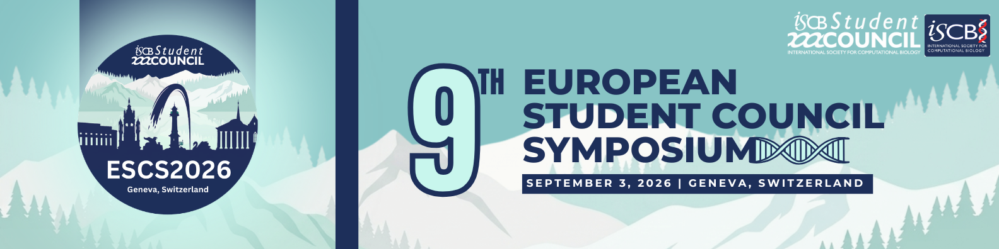 iSCB Student
COUNCIL
ESCS2026
Geneva, Switzerland
9TH
EUROPEAN
STUDENT COUNCIL
SYMPOSIUM
SEPTEMBER 3, 2026 | GENEVA, SWITZERLAND
iSCB Student
COUNCIL
INTERNATIONAL SOCIETY FOR COMPUTATIONAL BIOLOGY
iSCB
INTERNATIONAL SOCIETY FOR
COMPUTATIONAL BIOLOGY